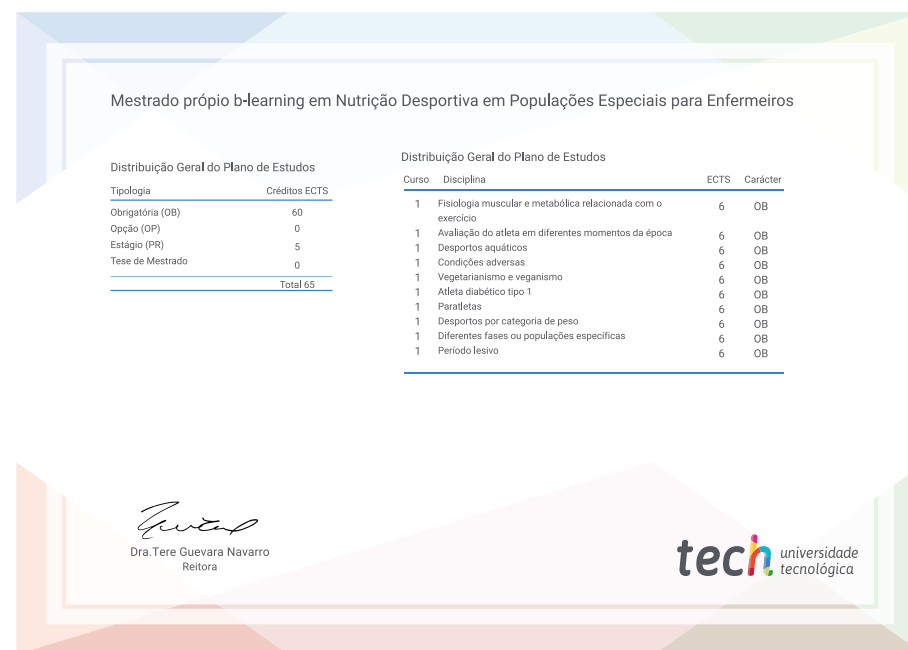 Mestrado própio b-learning em Nutrição Desportiva em Populações Especiais para Enfermeiros
Distribuição Geral do Plano de Estudos
Tipologia Créditos ECTS
Obrigatória (OB) 60
Opção (OP) 0
Estágio (PR) 5
Tese de Mestrado 0
Total 65
Distribuição Geral do Plano de Estudos
Curso Disciplina ECTS Carácter
1 Fisiologia muscular e metabólica relacionada com o 6 OB
exercício
1 Avaliação do atleta em diferentes momentos da época 6 OB
1 Desportos aquáticos 6 OB
1 Condições adversas 6 OB
1 Vegetarianismo e veganismo 6 OB
1 Atleta diabético tipo 1 6 OB
1 Paratletas 6 OB
1 Desportos por categoria de peso 6 OB
1 Diferentes fases ou populações específicas 6 OB
1 Período lesivo 6 OB
Dra.Tere Guevara Navarro
Reitora
tech universidade
tecnológica